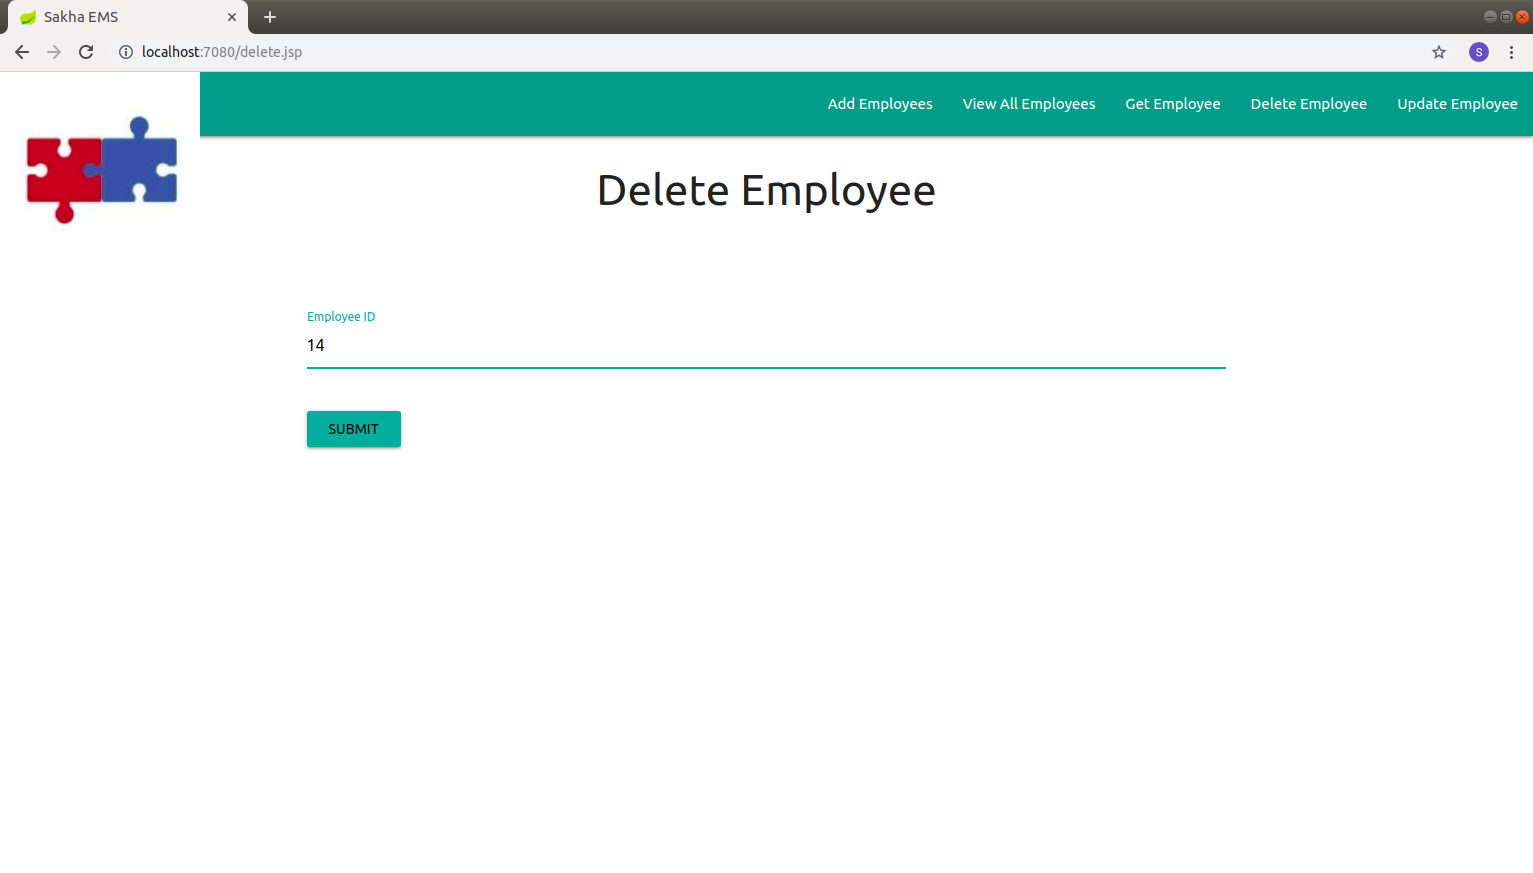 Sakha EMS
localhost:7080/delete.jsp
S
Add Employees View All Employees Get Employee Delete Employee Update Employee
Delete Employee
Employee ID
14
SUBMIT